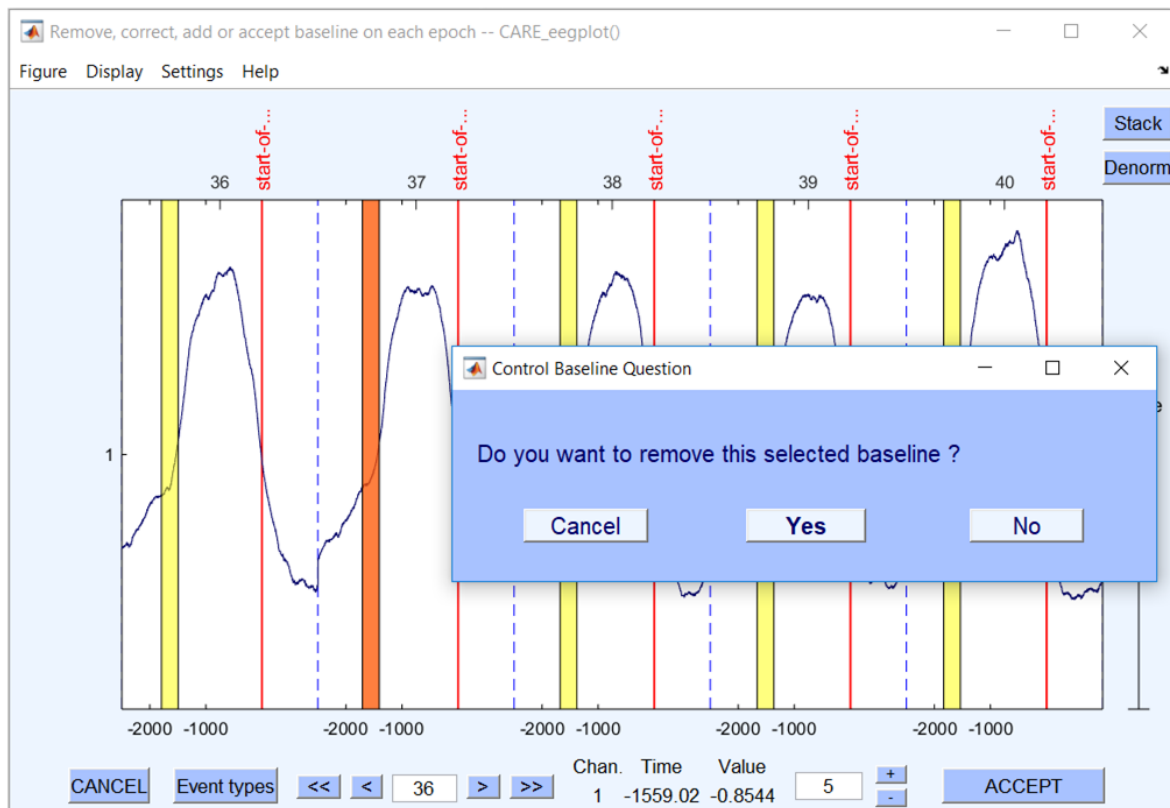 Remove, correct, add or accept baseline on each epoch -- CARE_eegplot()
Figure Display Settings Help
start-of-... start-of-... start-of-... start-of-... start-of-...
Stack
36 37 38 39 40
Denorm
Control Baseline Question
e
1
Do you want to remove this selected baseline ?
Cancel Yes No
-2000 -1000 -2000 -1000 -2000 -1000 -2000 -1000 -2000 -1000
Chan. Time Value
CANCEL Event types << < 36 > >> 1 -1559.02 -0.8544 5 + - ACCEPT